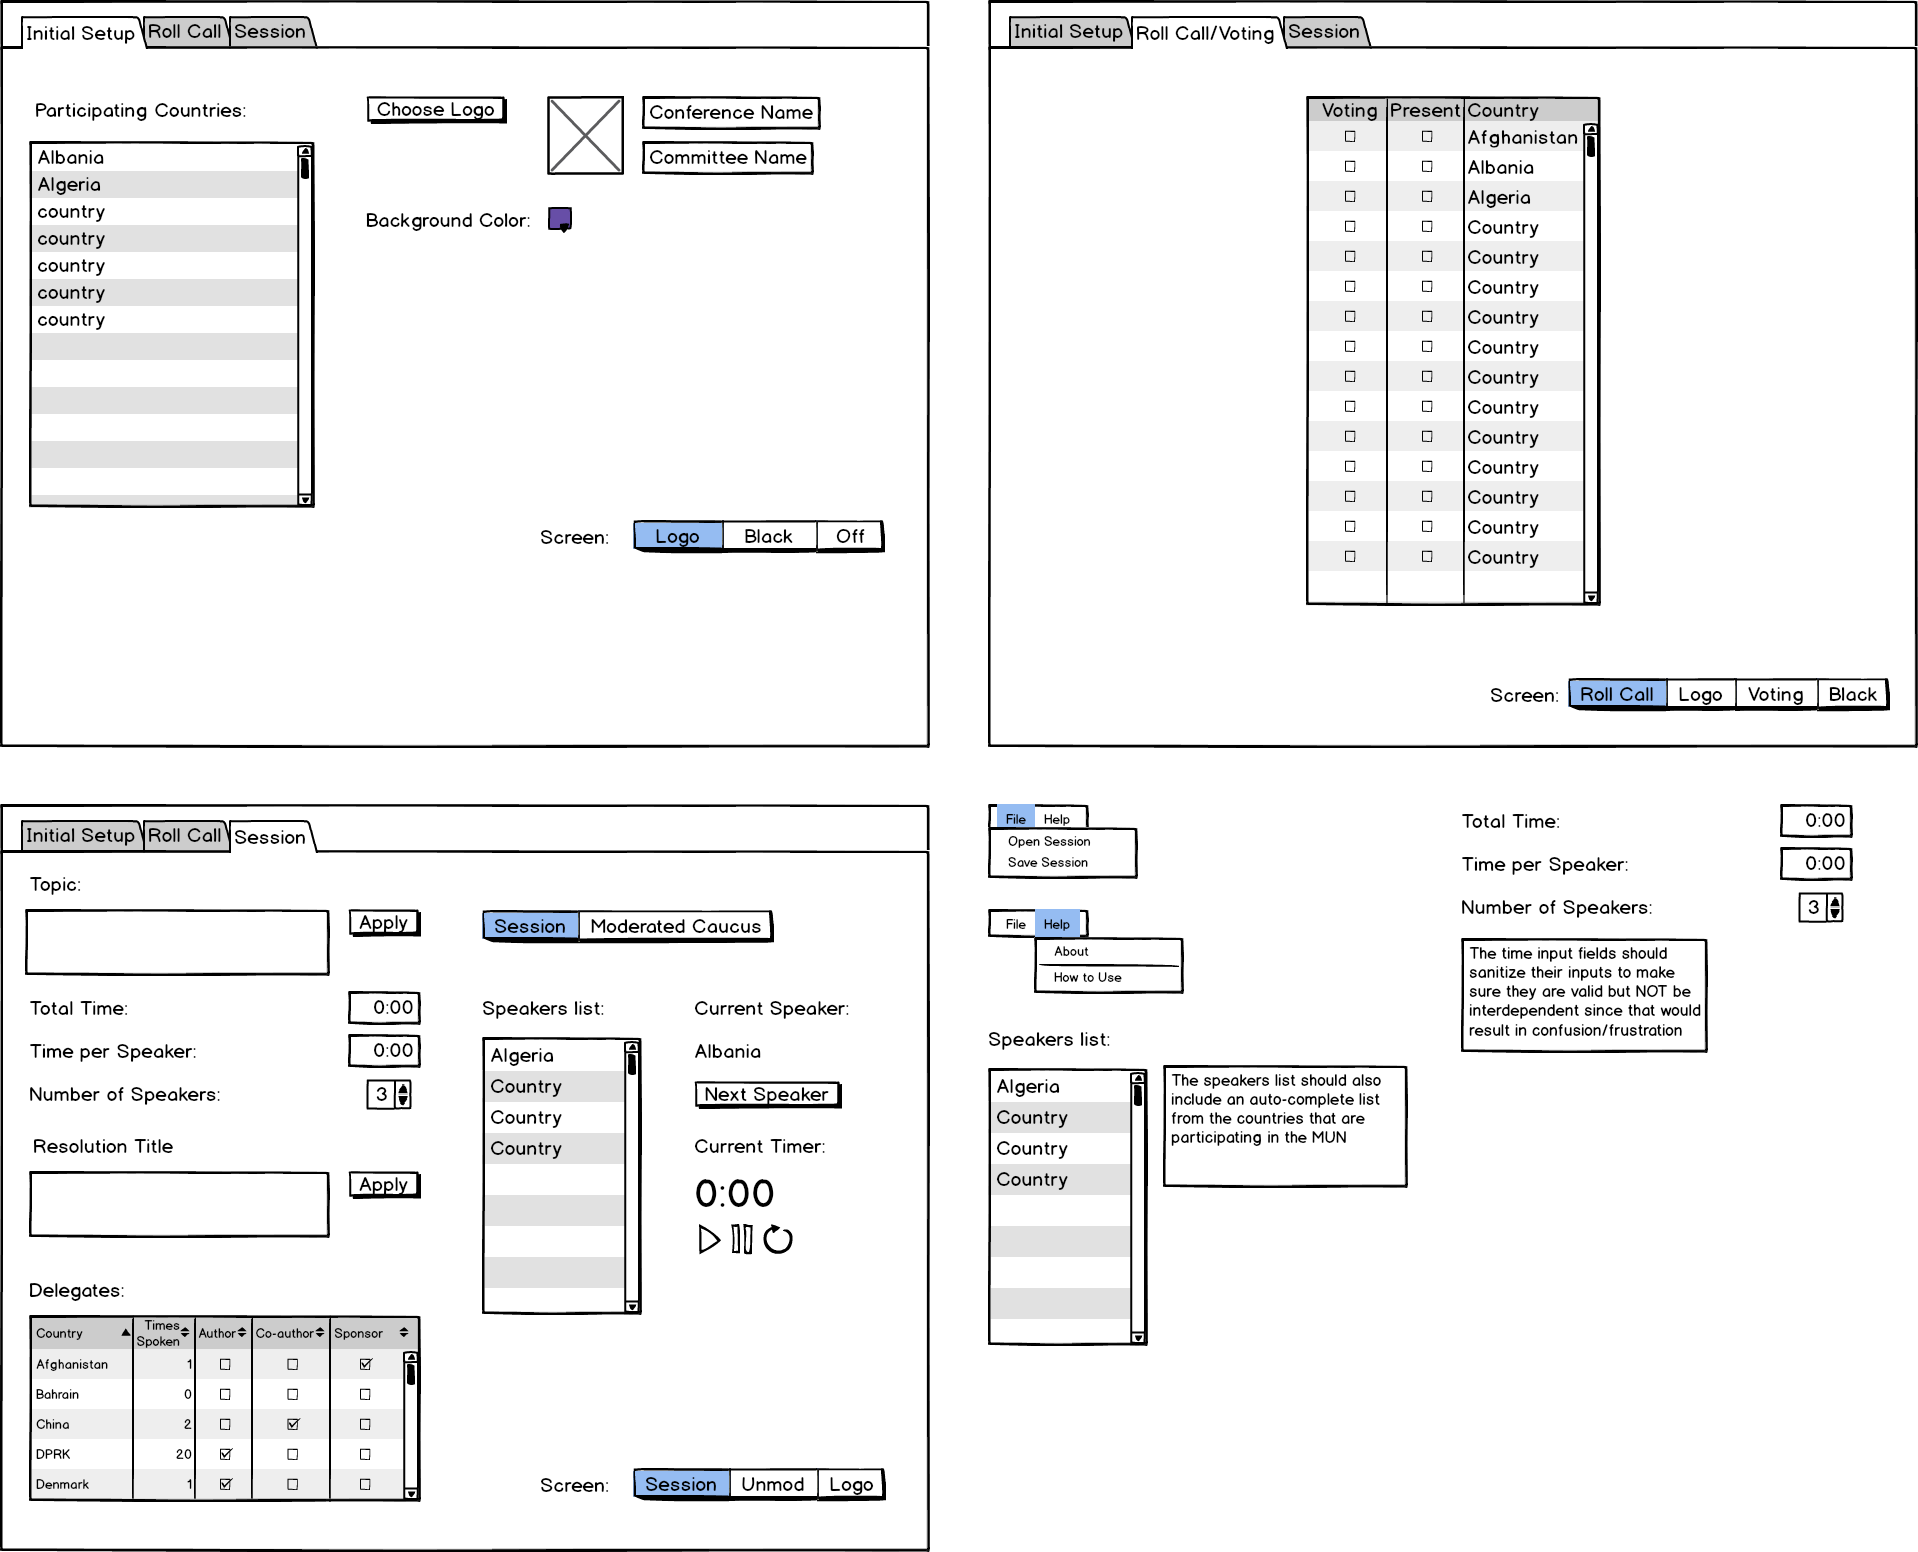 Initial Setup
Roll Call
Session
Participating Countries:
Albania
Algeria
country
country
country
country
country
Choose Logo
Conference Name
Committee Name
Background Color:
Screen:
Logo
Black
Off
Initial Setup
Roll Call/Voting
Session
Voting Present Country
Afghanistan
Albania
Algeria
Country
Country
Country
Country
Country
Country
Country
Country
Country
Country
Country
Country
Screen:
Roll Call
Logo
Voting
Black
Initial Setup
Roll Call
Session
Topic:
Apply
Total Time: 0:00
Time per Speaker: 0:00
Number of Speakers: 3
Resolution Title
Apply
Delegates:
Country Times Spoken Author Co-author Sponsor
Afghanistan 1
Bahrain 0
China 2
DPRK 20
Denmark 1
Session
Moderated Caucus
Speakers list:
Algeria
Country
Country
Country
Current Speaker:
Albania
Next Speaker
Current Timer:
0:00
Screen:
Session
Unmod
Logo
File Help
Open Session
Save Session
File Help
About
How to Use
Speakers list:
Algeria
Country
Country
Country
The speakers list should also
include an auto-complete list
from the countries that are
participating in the MUN
Total Time: 0:00
Time per Speaker: 0:00
Number of Speakers: 3
The time input fields should
sanitize their inputs to make
sure they are valid but NOT be
interdependent since that would
result in confusion/frustration